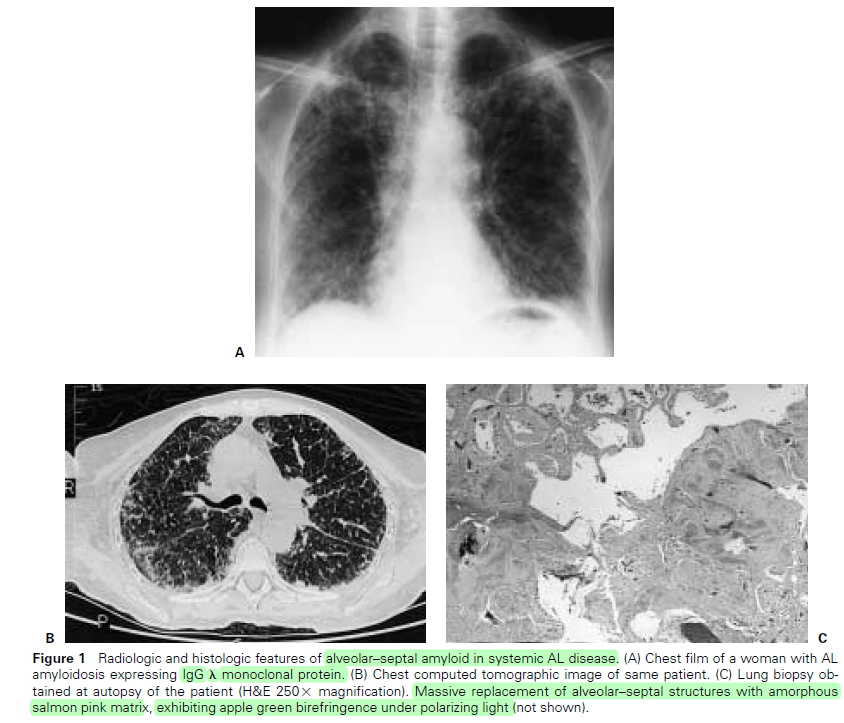 A
R
B
C
Figure 1 Radiologic and histologic features of alveolar–septal amyloid in systemic AL disease. (A) Chest film of a woman with AL
amyloidosis expressing IgG λ monoclonal protein. (B) Chest computed tomographic image of same patient. (C) Lung biopsy ob-
tained at autopsy of the patient (H&E 250× magnification). Massive replacement of alveolar–septal structures with amorphous
salmon pink matrix, exhibiting apple green birefringence under polarizing light (not shown).